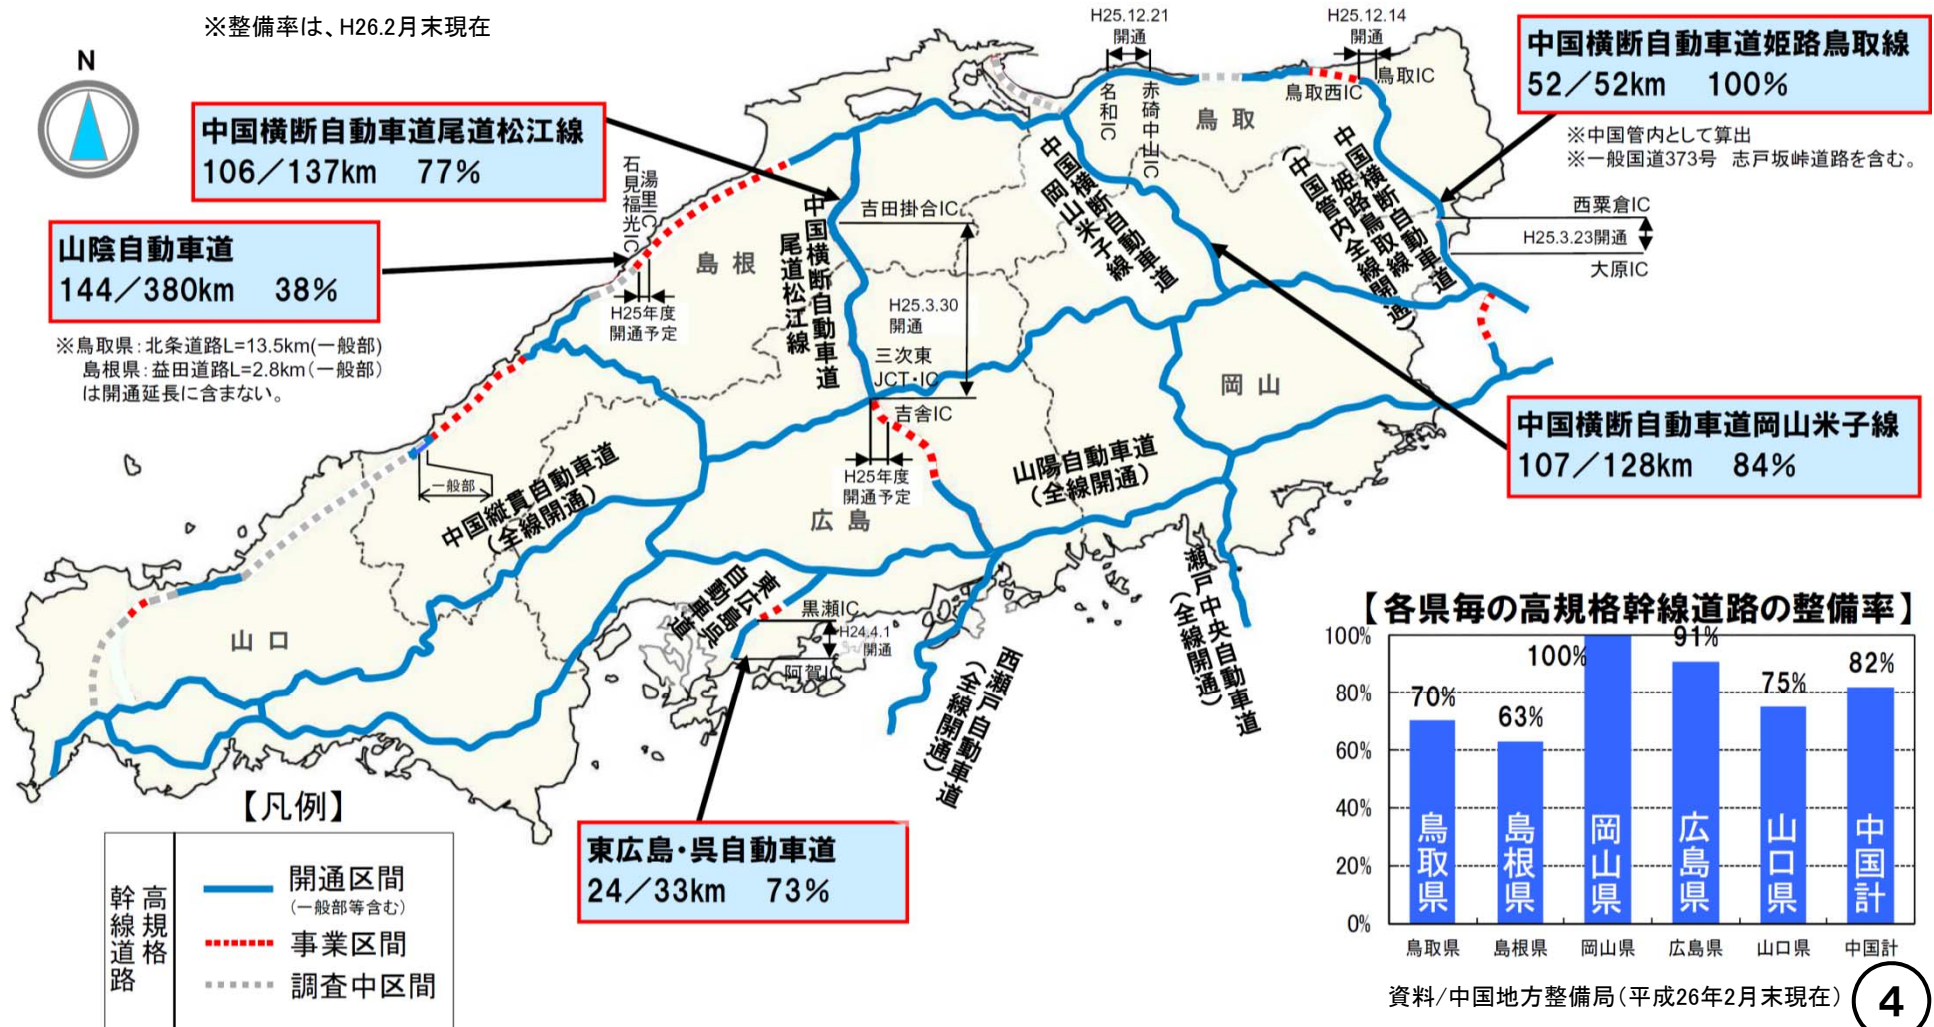 ※整備率は、H26.2月末現在
N
H25.12.21
開通
H25.12.14
開通
中国横断自動車道姫路鳥取線
52／52km 100%
※中国管内として算出
※一般国道373号 志戸坂峠道路を含む。
中国横断自動車道尾道松江線
106／137km 77%
山陰自動車道
144／380km 38%
※鳥取県：北条道路L=13.5km(一般部)
島根県：益田道路L=2.8km（一般部）
は開通延長に含まない。
石見福光IC
湯里IC
H25年度
開通予定
名和IC
赤碕中山IC
鳥取西IC
鳥取IC
鳥取
島根
中国横断自動車道
尾道松江線
吉田掛合IC
H25.3.30
開通
三次東
JCT・IC
吉舎IC
H25年度
開通予定
中国横断自動車道
岡山米子線
中国横断自動車道
姫路鳥取線
（中国管内全線開通）
西粟倉IC
H25.3.23開通
大原IC
岡山
中国横断自動車道岡山米子線
107／128km 84%
一般部
中国縦貫自動車道
（全線開通）
山陽自動車道
（全線開通）
広島
山口
東広島呉
自動車道
黒瀬IC
H24.4.1
開通
阿賀IC
西瀬戸自動車道
（全線開通）
瀬戸中央自動車道
（全線開通）
東広島・呉自動車道
24／33km 73%
【凡例】
高規格
幹線道路
開通区間
(一般部等含む)
事業区間
調査中区間
【各県毎の高規格幹線道路の整備率】
100%
80%
60%
40%
20%
0%
70%
63%
100%
91%
75%
82%
鳥取県
島根県
岡山県
広島県
山口県
中国計
鳥取県 島根県 岡山県 広島県 山口県 中国計
資料/中国地方整備局（平成26年2月末現在）
4